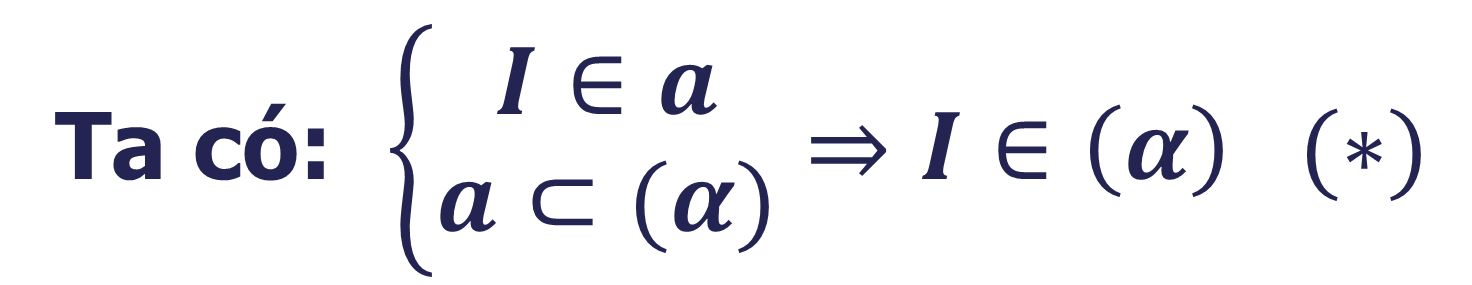 Ta có: { I ∈ a
a ⊂ (α) ⇒ I ∈ (α) (*)